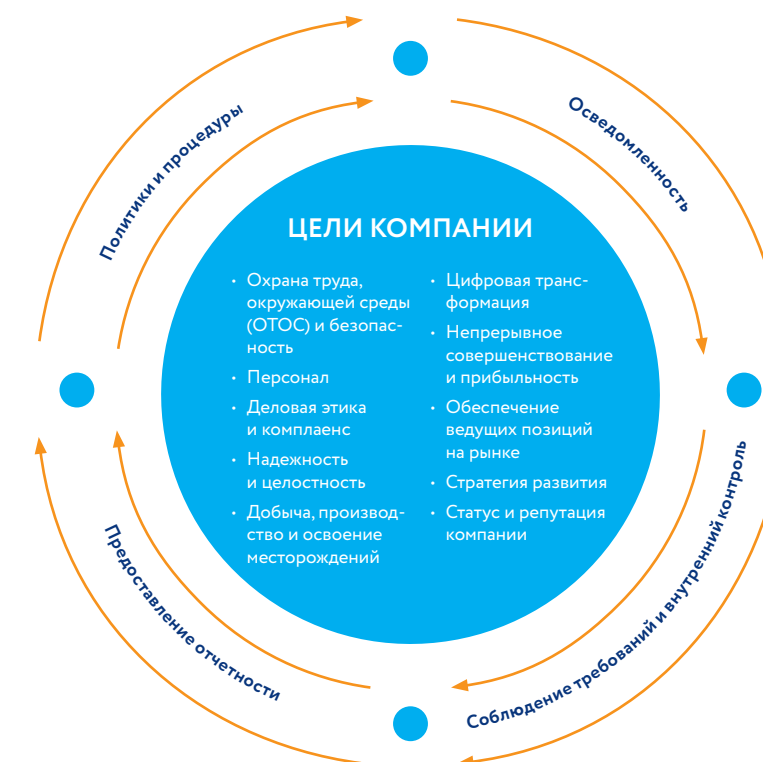 Политики и процедуры
Осведомленность
ЦЕЛИ КОМПАНИИ
• Охрана труда,
окружающей среды
(ОТОС) и безопас-
ность
• Персонал
• Деловая этика
и комплаенс
• Надежность
и целостность
• Добыча, производ-
ство и освоение
месторождений
• Цифровая транс-
формация
• Непрерывное
совершенствование
и прибыльность
• Обеспечение
ведущих позиций
на рынке
• Стратегия развития
• Статус и репутация
компании
Предоставление отчетности
Соблюдение требований и внутренний контроль